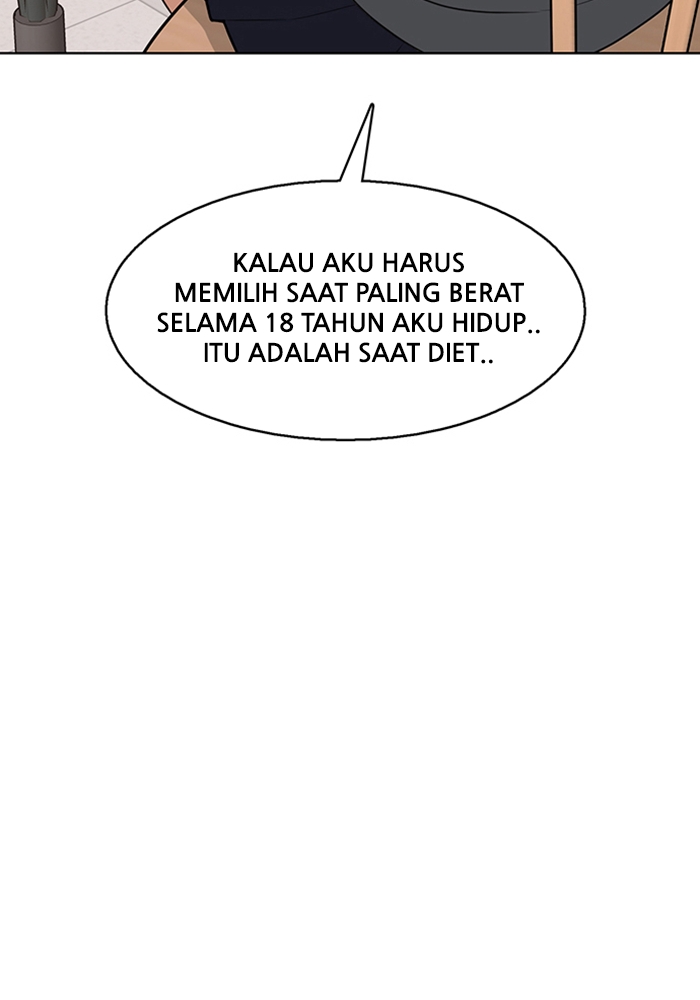 KALAU AKU HARUS
MEMILIH SAAT PALING BERAT
SELAMA 18 TAHUN AKU HIDUP..
ITU ADALAH SAAT DIET..